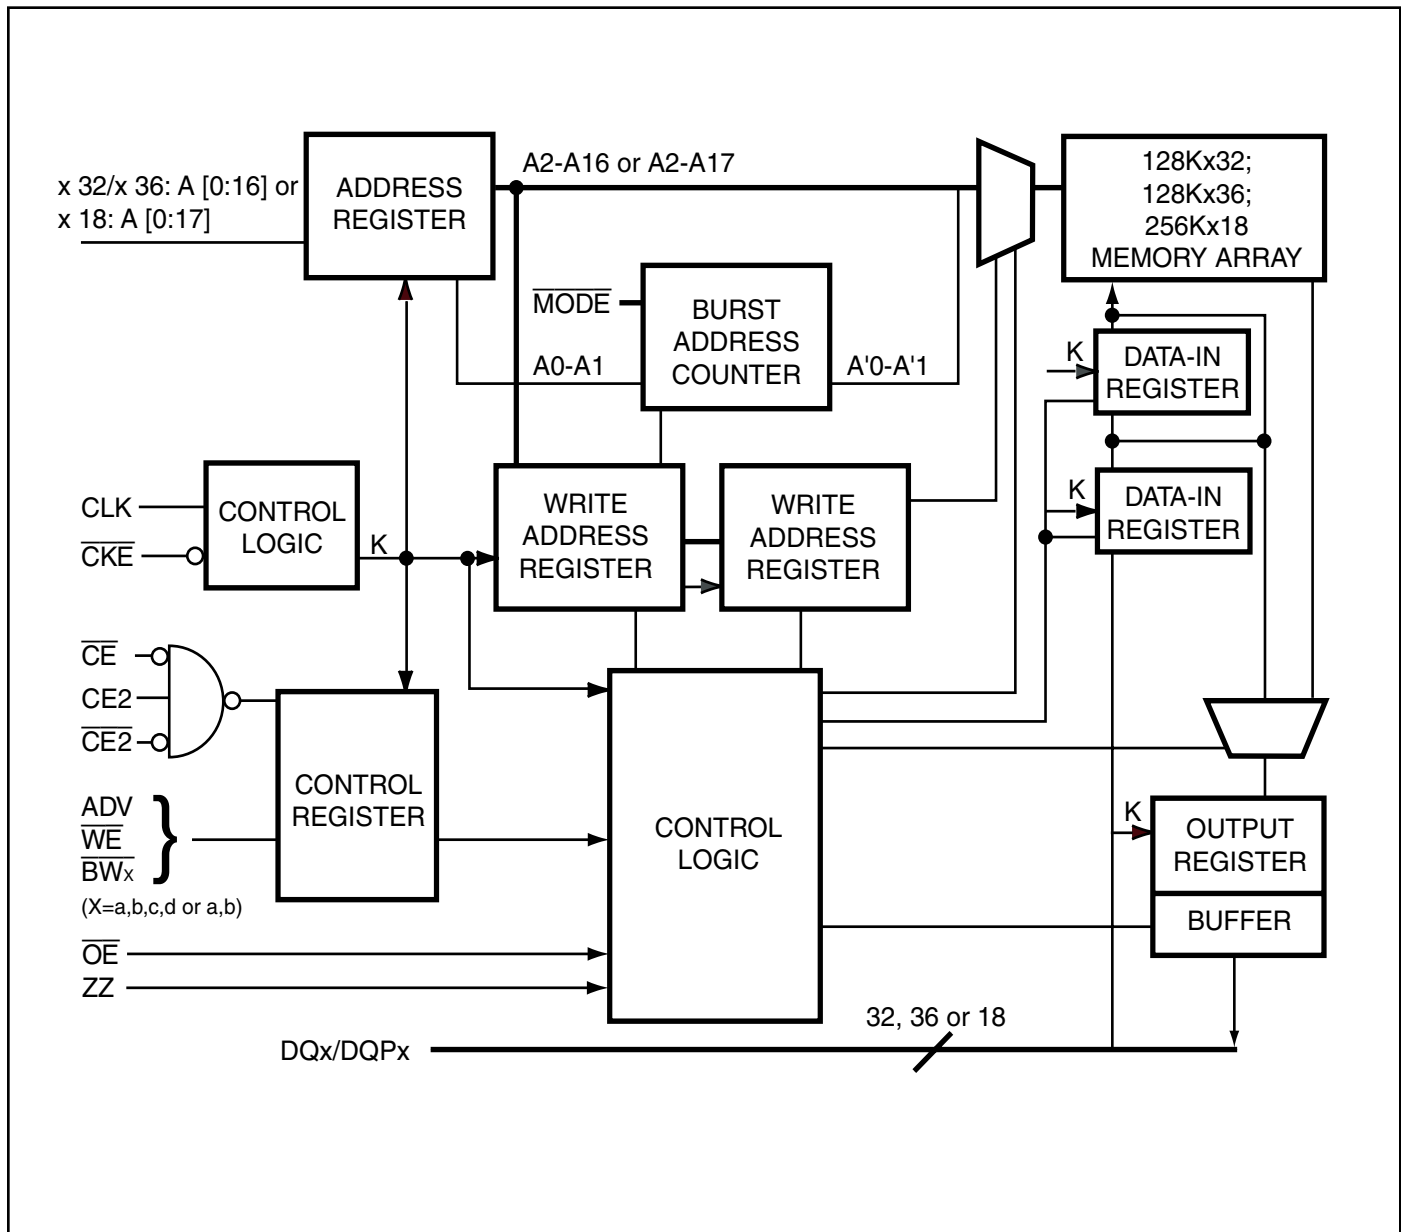 x 32/x 36: A [0:16] or
x 18: A [0:17]
ADDRESS
REGISTER
A2-A16 or A2-A17
128Kx32;
128Kx36;
256Kx18
MEMORY ARRAY
MODE
BURST
ADDRESS
COUNTER
A0-A1
A'0-A'1
K
DATA-IN
REGISTER
K
DATA-IN
REGISTER
CLK
CKE
CONTROL
LOGIC
K
WRITE
ADDRESS
REGISTER
WRITE
ADDRESS
REGISTER
CE
CE2
CE2
CONTROL
REGISTER
ADV
WE
BWx
}
(X=a,b,c,d or a,b)
CONTROL
LOGIC
K
OUTPUT
REGISTER
BUFFER
OE
ZZ
32, 36 or 18
DQx/DQPx